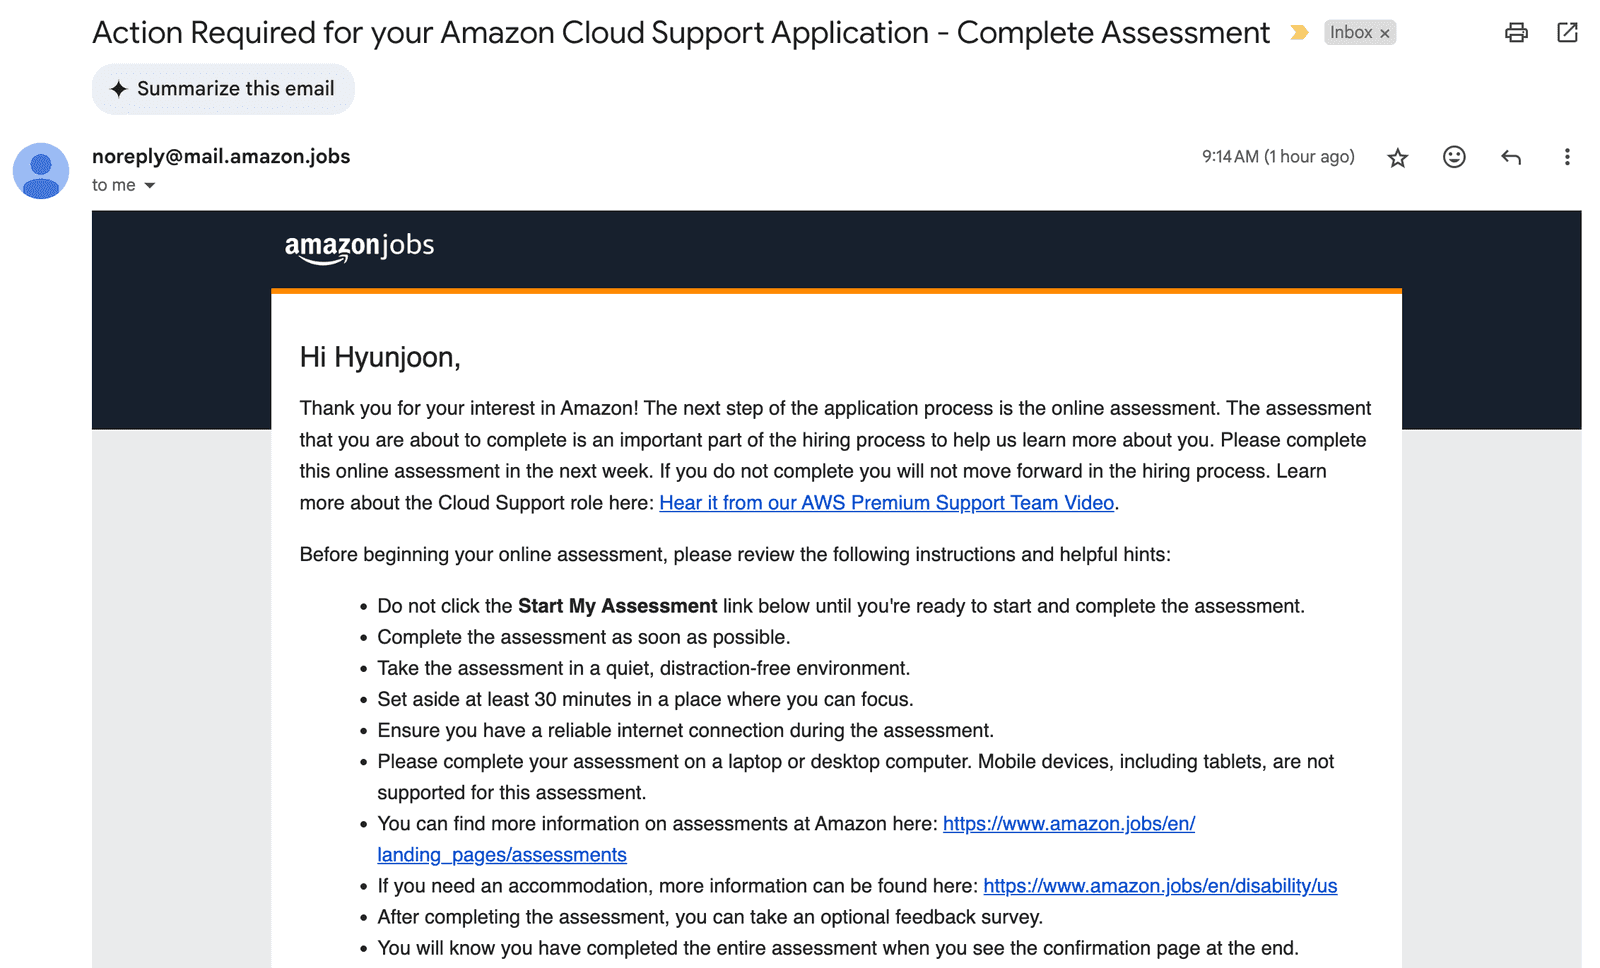 Action Required for your Amazon Cloud Support Application - Complete Assessment Inbox ×
Summarize this email
noreply@mail.amazon.jobs 9:14 AM (1 hour ago)
to me
amazonjobs
Hi Hyunjoon,
Thank you for your interest in Amazon! The next step of the application process is the online assessment. The assessment
that you are about to complete is an important part of the hiring process to help us learn more about you. Please complete
this online assessment in the next week. If you do not complete you will not move forward in the hiring process. Learn
more about the Cloud Support role here: Hear it from our AWS Premium Support Team Video.
Before beginning your online assessment, please review the following instructions and helpful hints:
• Do not click the Start My Assessment link below until you're ready to start and complete the assessment.
• Complete the assessment as soon as possible.
• Take the assessment in a quiet, distraction-free environment.
• Set aside at least 30 minutes in a place where you can focus.
• Ensure you have a reliable internet connection during the assessment.
• Please complete your assessment on a laptop or desktop computer. Mobile devices, including tablets, are not
supported for this assessment.
• You can find more information on assessments at Amazon here: https://www.amazon.jobs/en/
landing_pages/assessments
• If you need an accommodation, more information can be found here: https://www.amazon.jobs/en/disability/us
• After completing the assessment, you can take an optional feedback survey.
• You will know you have completed the entire assessment when you see the confirmation page at the end.